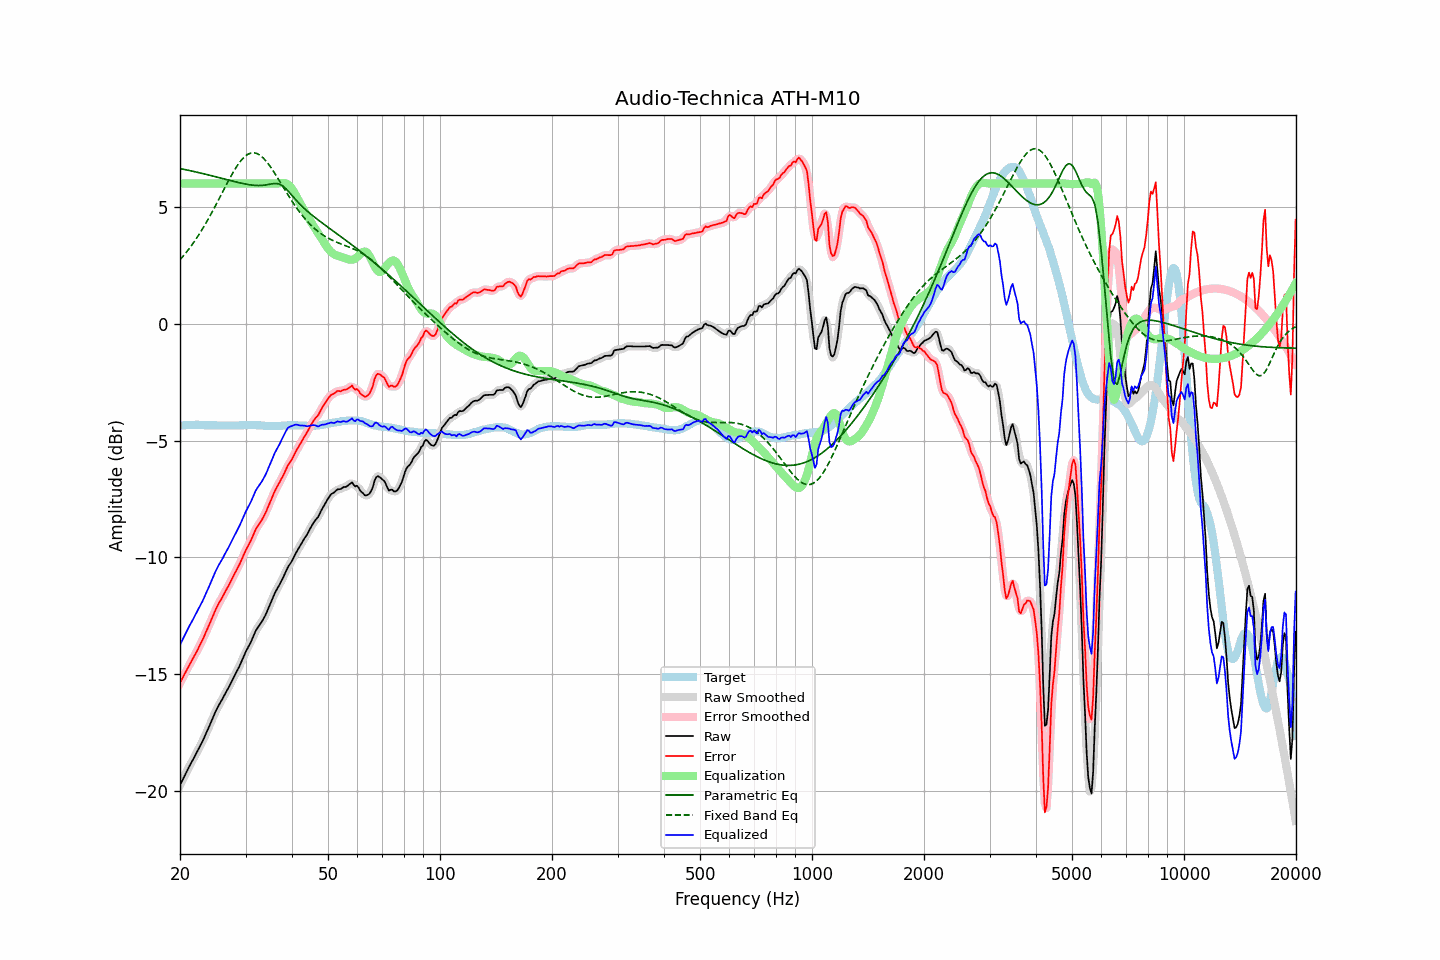 Audio-Technica ATH-M10
Amplitude (dBr)
5
0
−5
−10
−15
−20
Target
Raw Smoothed
Error Smoothed
Raw
Error
Equalization
Parametric Eq
Fixed Band Eq
Equalized
20 50 100 200 500 1000 2000 5000 10000 20000
Frequency (Hz)